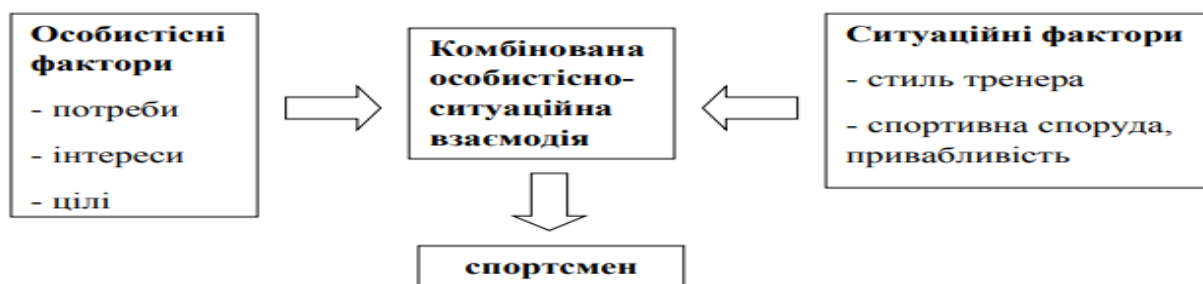 Особистісні
фактори
- потреби
- інтереси
- цілі
Комбінована
особистісно-
ситуаційна
взаємодія
Ситуаційні фактори
- стиль тренера
- спортивна споруда,
привабливість
спортсмен